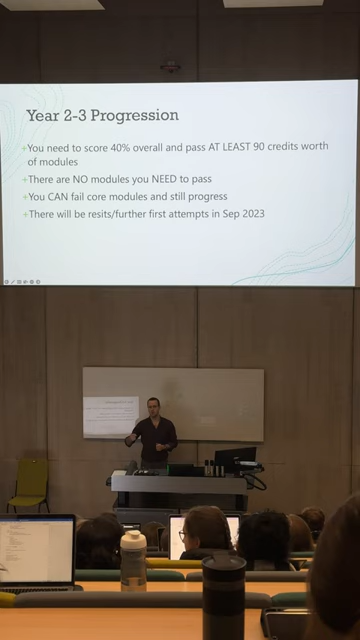 Year 2-3 Progression
+You need to score 40% overall and pass AT LEAST 90 credits worth
of modules
+There are NO modules you NEED to pass
+You CAN fail core modules and still progress
+There will be resits/further first attempts in Sep 2023